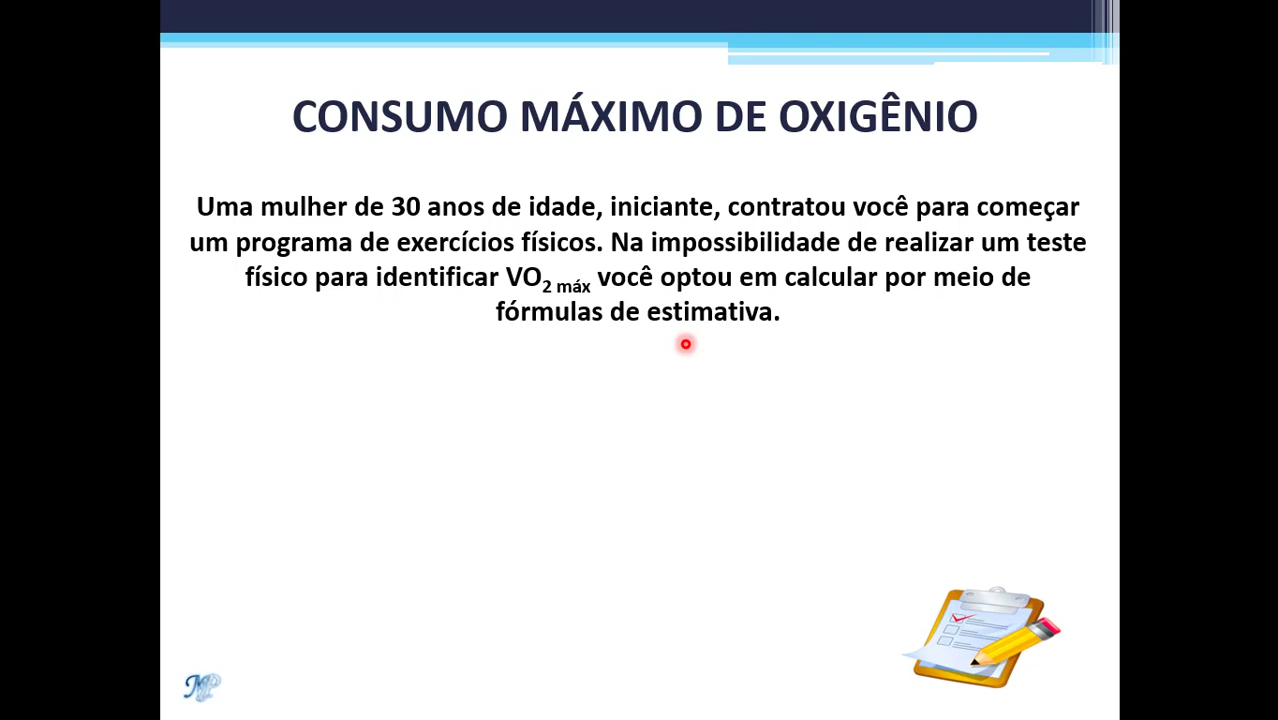 CONSUMO MÁXIMO DE OXIGÊNIO
Uma mulher de 30 anos de idade, iniciante, contratou você para começar
um programa de exercícios físicos. Na impossibilidade de realizar um teste
físico para identificar VO2 máx você optou em calcular por meio de
fórmulas de estimativa.
MP